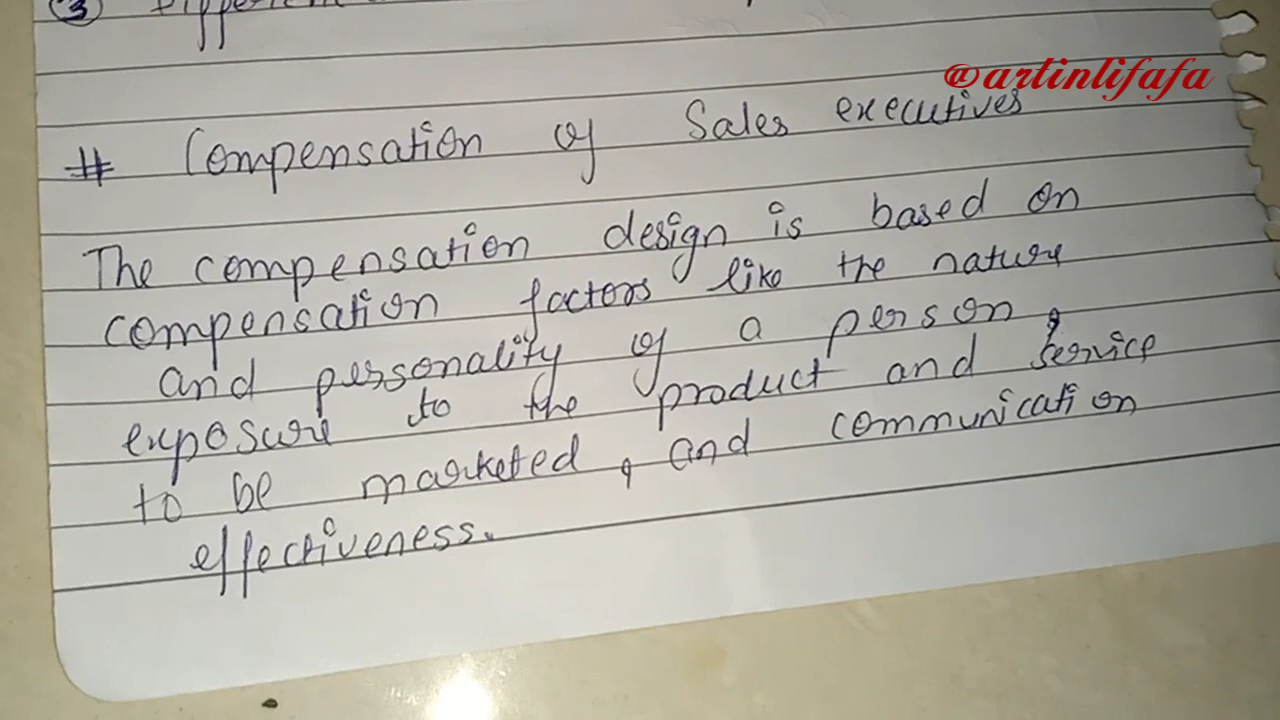 ③
@artinlifafa
# Compensation of Sales executives
The compensation design is based on
compensation factors like the nature
and personality of a person,
exposure to the product and service
to be marketed, and communication
effectiveness.